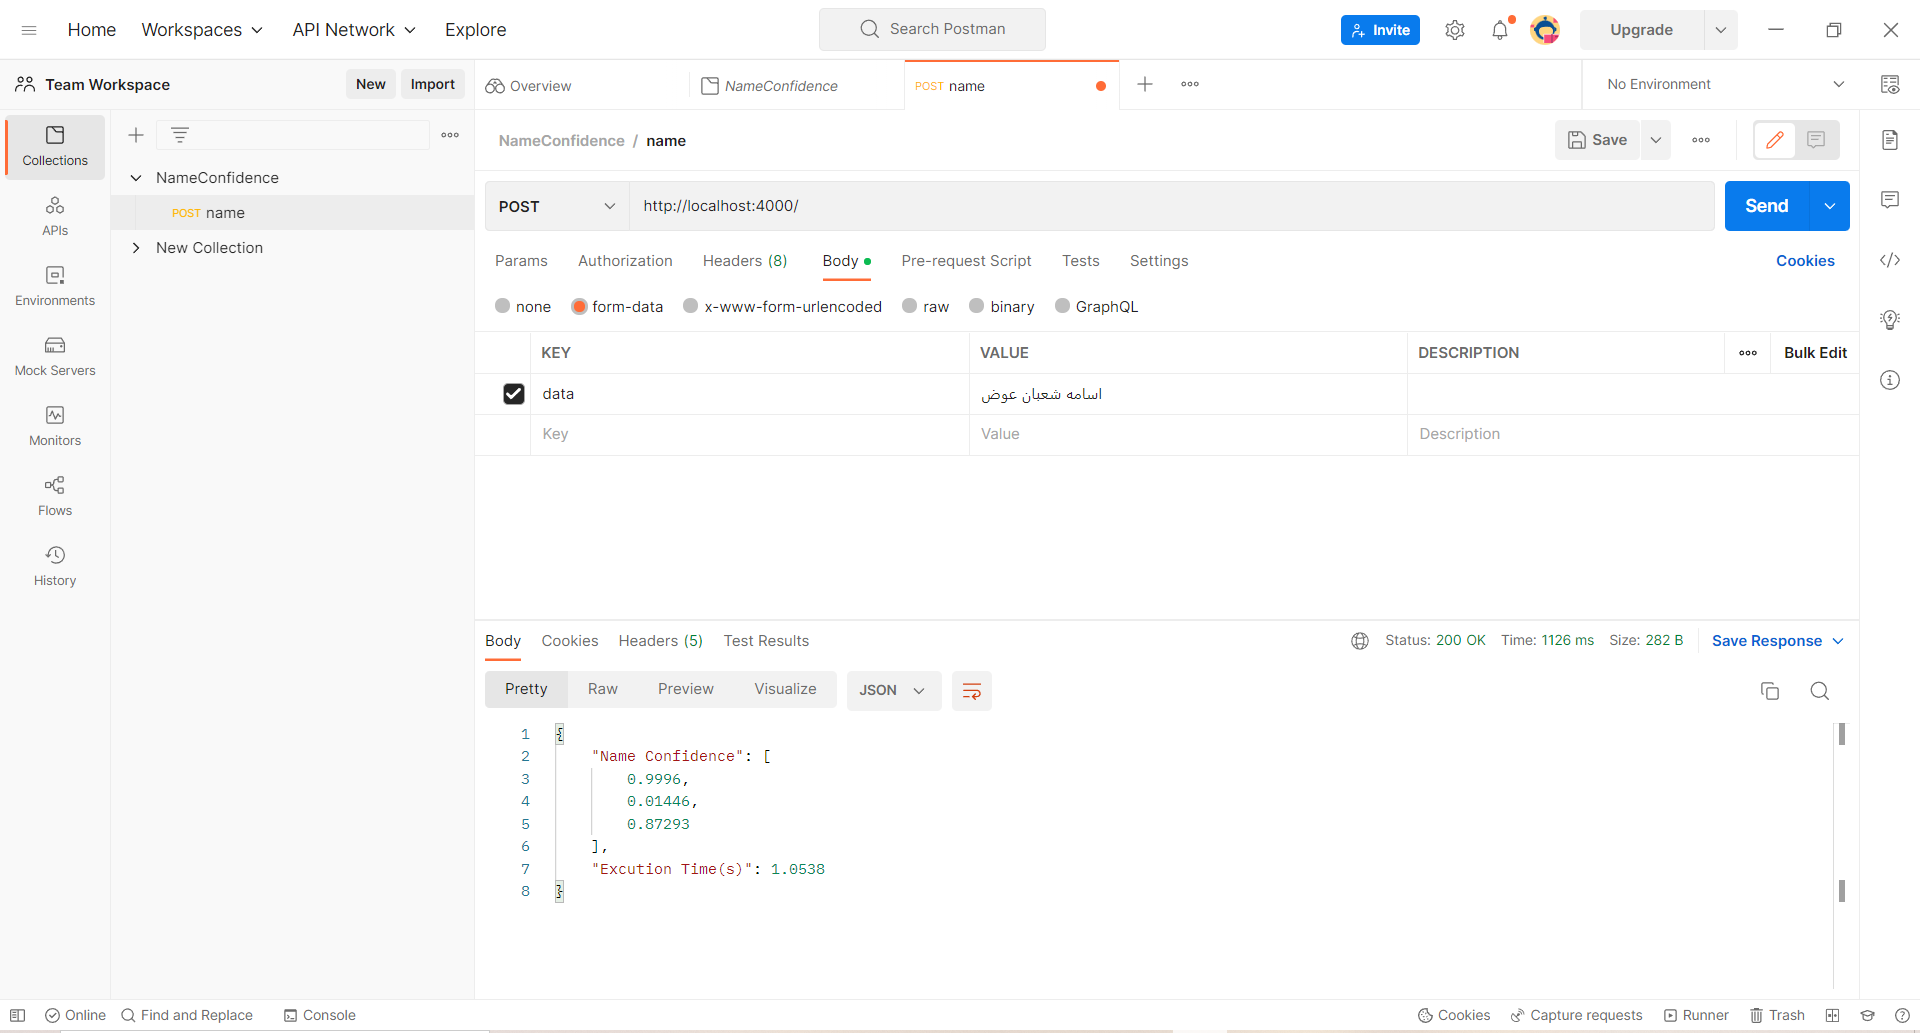 Home Workspaces API Network Explore Search Postman Invite Upgrade
Team Workspace New Import Overview NameConfidence POST name No Environment
Collections
APIs
Environments
Mock Servers
Monitors
Flows
History
NameConfidence
POST name
New Collection
NameConfidence / name Save
POST http://localhost:4000/ Send
Params Authorization Headers (8) Body Pre-request Script Tests Settings Cookies
none form-data x-www-form-urlencoded raw binary GraphQL
KEY VALUE DESCRIPTION Bulk Edit
data اسامه شعبان عوض
Key Value Description
Body Cookies Headers (5) Test Results Status: 200 OK Time: 1126 ms Size: 282 B Save Response
Pretty Raw Preview Visualize JSON
1 {
2 "Name Confidence": [
3 0.9996,
4 0.01446,
5 0.87293
6 ],
7 "Excution Time(s)": 1.0538
8 }
Online Find and Replace Console Cookies Capture requests Runner Trash